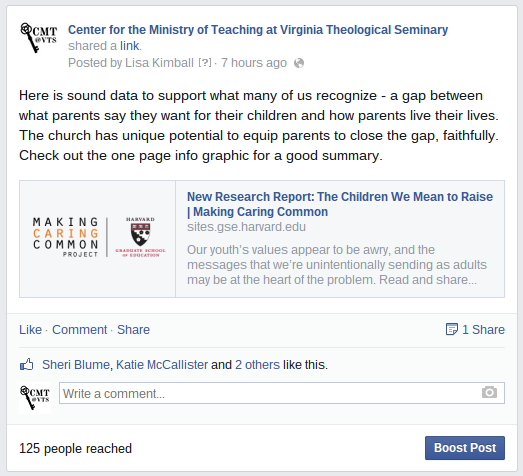 CMT
@VTS
Center for the Ministry of Teaching at Virginia Theological Seminary
shared a link.
Posted by Lisa Kimball [?] · 7 hours ago
Here is sound data to support what many of us recognize - a gap between
what parents say they want for their children and how parents live their lives.
The church has unique potential to equip parents to close the gap, faithfully.
Check out the one page info graphic for a good summary.
MAKING
CARING
COMMON
PROJECT
HARVARD
GRADUATE SCHOOL
OF EDUCATION
New Research Report: The Children We Mean to Raise
| Making Caring Common
sites.gse.harvard.edu
Our youth's values appear to be awry, and the
messages that we're unintentionally sending as adults
may be at the heart of the problem. Read and share...
Like · Comment · Share
1 Share
Sheri Blume, Katie McCallister and 2 others like this.
CMT
@VTS
Write a comment...
125 people reached
Boost Post